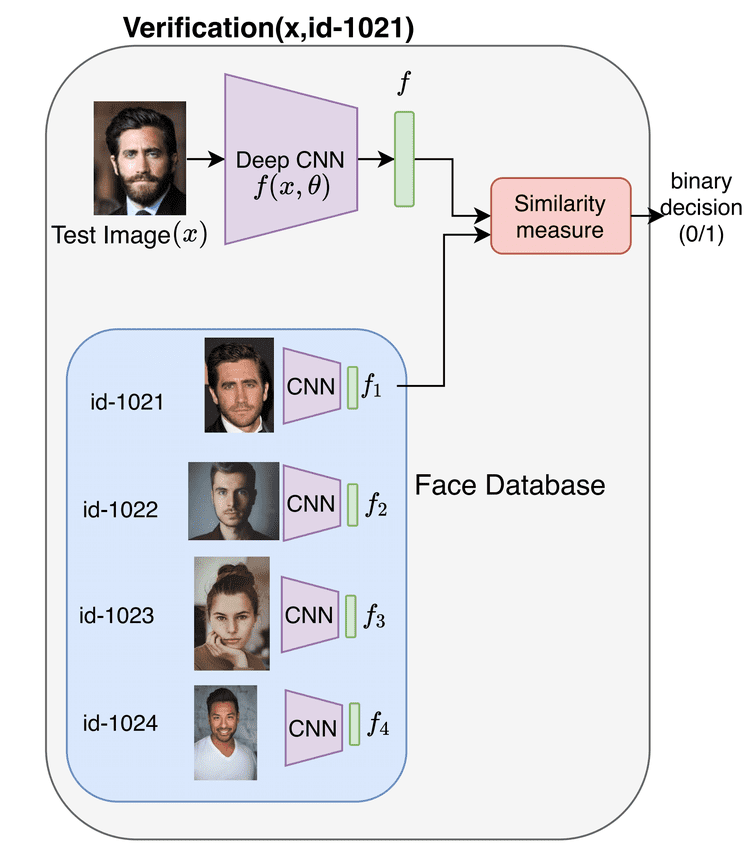 Verification(x,id-1021)
f
Deep CNN
f(x, θ)
Test Image(x)
Similarity
measure
binary
decision
(0/1)
id-1021
CNN
f₁
Face Database
id-1022
CNN
f₂
id-1023
CNN
f₃
id-1024
CNN
f₄